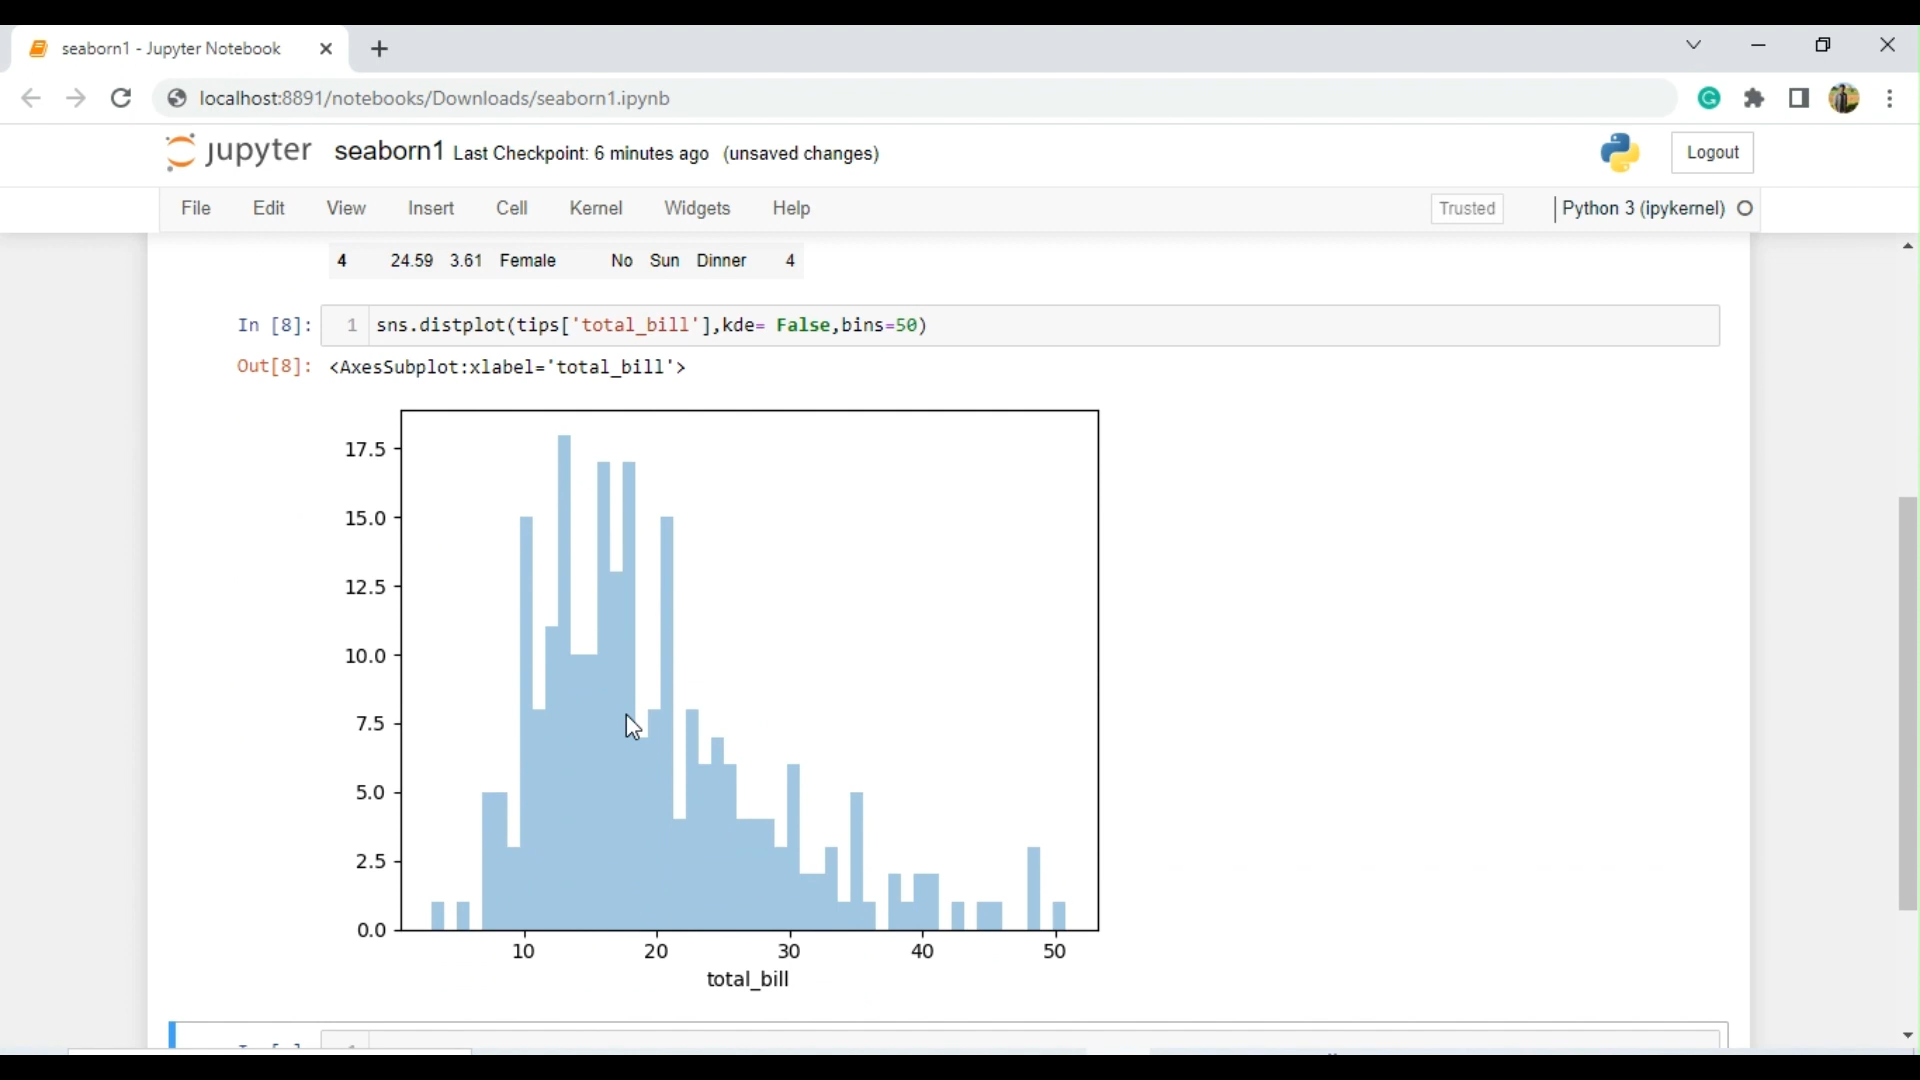 seaborn1 - Jupyter Notebook
localhost:8891/notebooks/Downloads/seaborn1.ipynb
jupyter seaborn1 Last Checkpoint: 6 minutes ago (unsaved changes) Logout
File Edit View Insert Cell Kernel Widgets Help Trusted Python 3 (ipykernel)
4 24.59 3.61 Female No Sun Dinner 4
In [8]: 1 sns.distplot(tips['total_bill'],kde= False,bins=50)
Out[8]: <AxesSubplot:xlabel='total_bill'>
17.5
15.0
12.5
10.0
7.5
5.0
2.5
0.0
10 20 30 40 50
total_bill